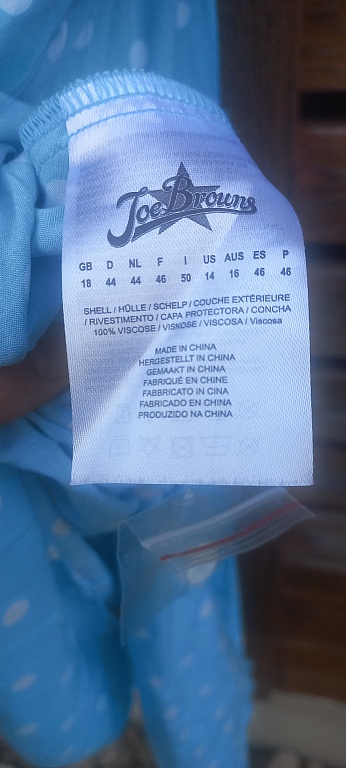 Joe Browns
GB D NL F I US AUS ES P
18 44 44 46 50 14 16 46 46
SHELL / HÜLLE / SCHELP / COUCHE EXTÉRIEURE
/ RIVESTIMENTO / CAPA PROTECTORA / CONCHA
100% VISCOSE / VISKOSE / VISCOSA / Viscosa
MADE IN CHINA
HERGESTELLT IN CHINA
GEMAAKT IN CHINA
FABRIQUÉ EN CHINE
FABBRICATO IN CINA
FABRICADO EN CHINA
PRODUZIDO NA CHINA